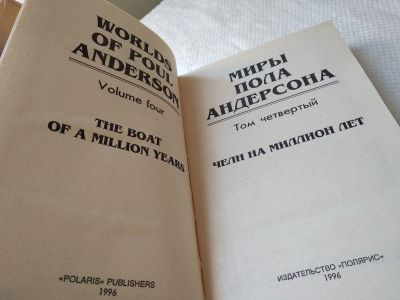 WORLDS
OF POUL
ANDERSON
Volume four
THE BOAT
OF A MILLION YEARS
«POLARIS» PUBLISHERS
1996
МИРЫ
ПОЛА
АНДЕРСОНА
Том четвертый
ЧЕЛН НА МИЛЛИОН ЛЕТ
ИЗДАТЕЛЬСТВО «ПОЛЯРИС»
1996